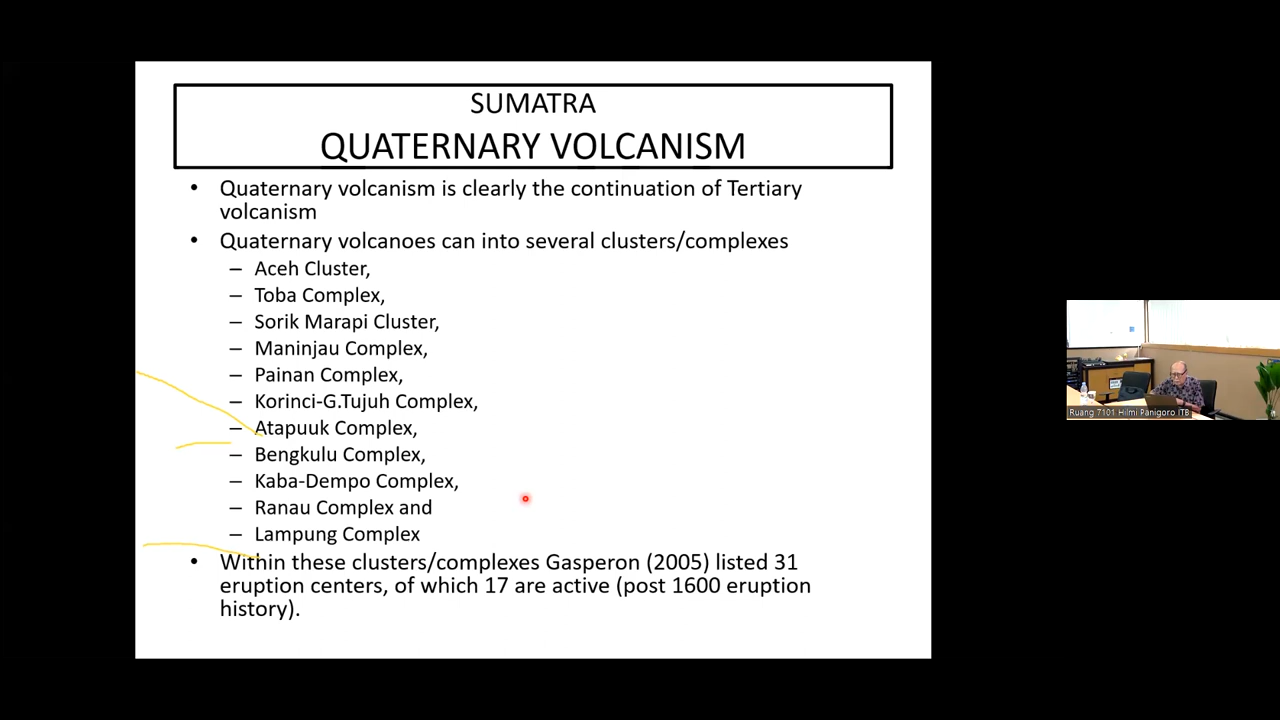 SUMATRA
QUATERNARY VOLCANISM
• Quaternary volcanism is clearly the continuation of Tertiary
volcanism
• Quaternary volcanoes can into several clusters/complexes
– Aceh Cluster,
– Toba Complex,
– Sorik Marapi Cluster,
– Maninjau Complex,
– Painan Complex,
– Korinci-G.Tujuh Complex,
– Atapuuk Complex,
– Bengkulu Complex,
– Kaba-Dempo Complex,
– Ranau Complex and
– Lampung Complex
• Within these clusters/complexes Gasperon (2005) listed 31
eruption centers, of which 17 are active (post 1600 eruption
history).
Ruang 7101 Hilmi Panigoro ITB